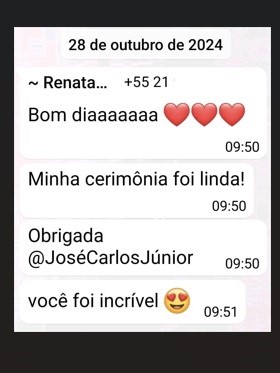 28 de outubro de 2024
~ Renata... +55 21
Bom diaaaaaaa ❤️❤️❤️
09:50
Minha cerimônia foi linda!
09:50
Obrigada
@JoséCarlosJúnior
09:50
você foi incrível 😍
09:51